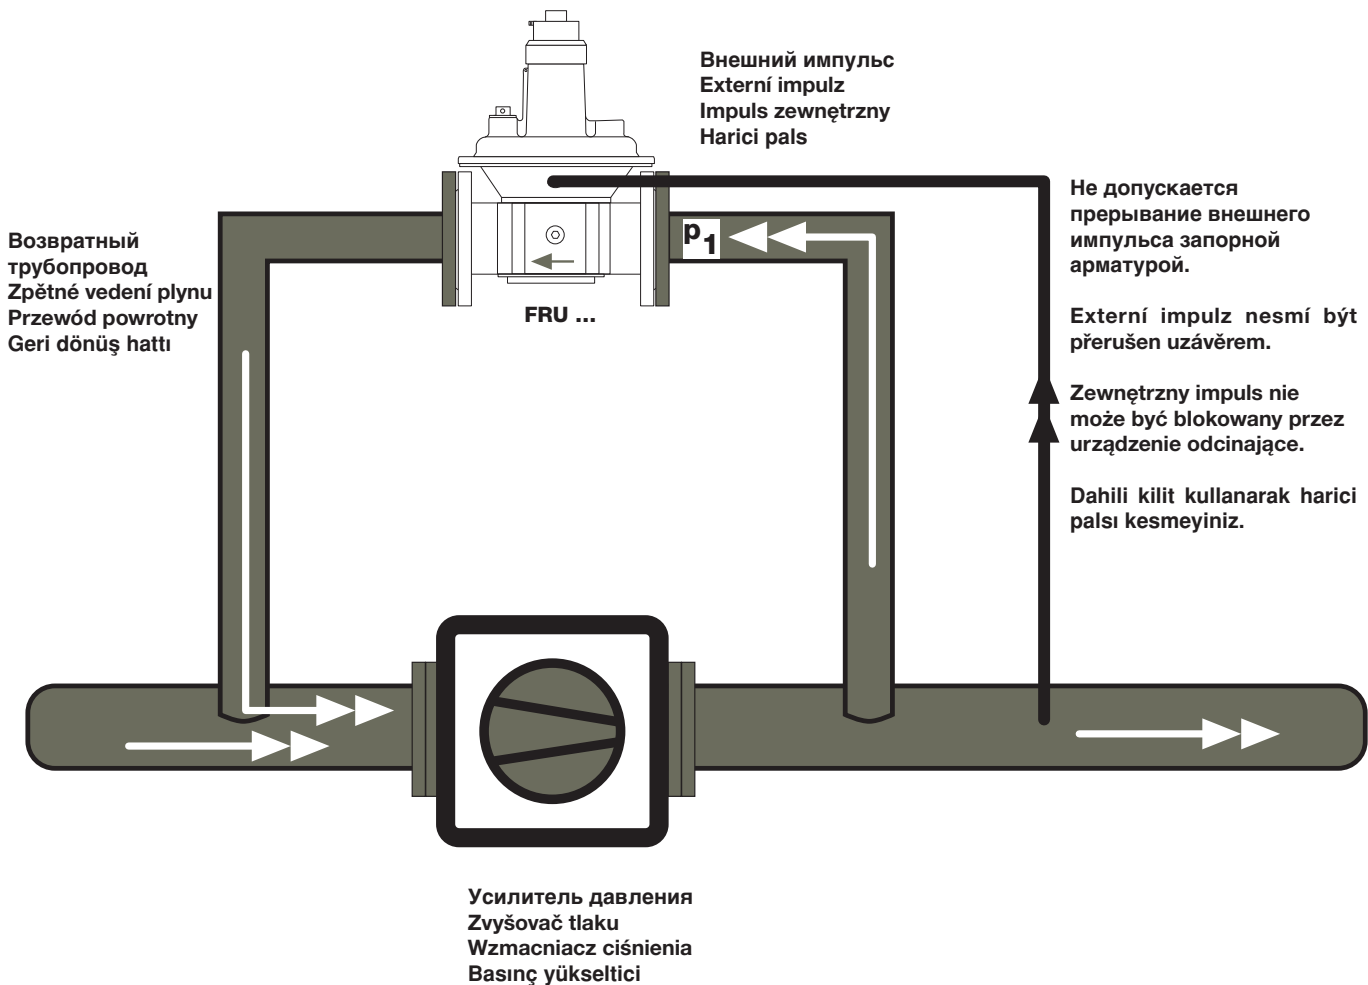 Внешний импульс
Externí impulz
Impuls zewnętrzny
Harici pals
Не допускается
прерывание внешнего
импульса запорной
арматурой.
Externí impulz nesmí být
přerušen uzávěrem.
Zewnętrzny impuls nie
może być blokowany przez
urządzenie odcinające.
Dahili kilit kullanarak harici
palsı kesmeyiniz.
Возвратный
трубопровод
Zpětné vedení plynu
Przewód powrotny
Geri dönüş hattı
p1
FRU ...
Усилитель давления
Zvyšovač tlaku
Wzmacniacz ciśnienia
Basınç yükseltici